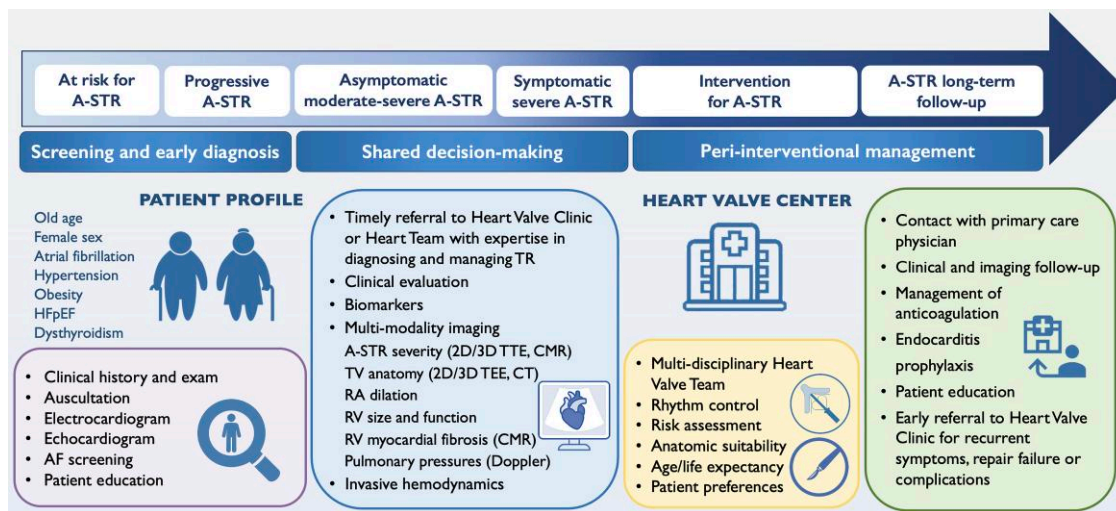 At risk for
A-STR
Progressive
A-STR
Asymptomatic
moderate-severe A-STR
Symptomatic
severe A-STR
Intervention
for A-STR
A-STR long-term
follow-up
Screening and early diagnosis
Shared decision-making
Peri-interventional management
PATIENT PROFILE
Old age
Female sex
Atrial fibrillation
Hypertension
Obesity
HFpEF
Dysthyroidism
• Clinical history and exam
• Auscultation
• Electrocardiogram
• Echocardiogram
• AF screening
• Patient education
• Timely referral to Heart Valve Clinic
or Heart Team with expertise in
diagnosing and managing TR
• Clinical evaluation
• Biomarkers
• Multi-modality imaging
A-STR severity (2D/3D TTE, CMR)
TV anatomy (2D/3D TEE, CT)
RA dilation
RV size and function
RV myocardial fibrosis (CMR)
Pulmonary pressures (Doppler)
• Invasive hemodynamics
HEART VALVE CENTER
• Multi-disciplinary Heart
Valve Team
• Rhythm control
• Risk assessment
• Anatomic suitability
• Age/life expectancy
• Patient preferences
• Contact with primary care
physician
• Clinical and imaging follow-up
• Management of
anticoagulation
• Endocarditis
prophylaxis
• Patient education
• Early referral to Heart Valve
Clinic for recurrent
symptoms, repair failure or
complications